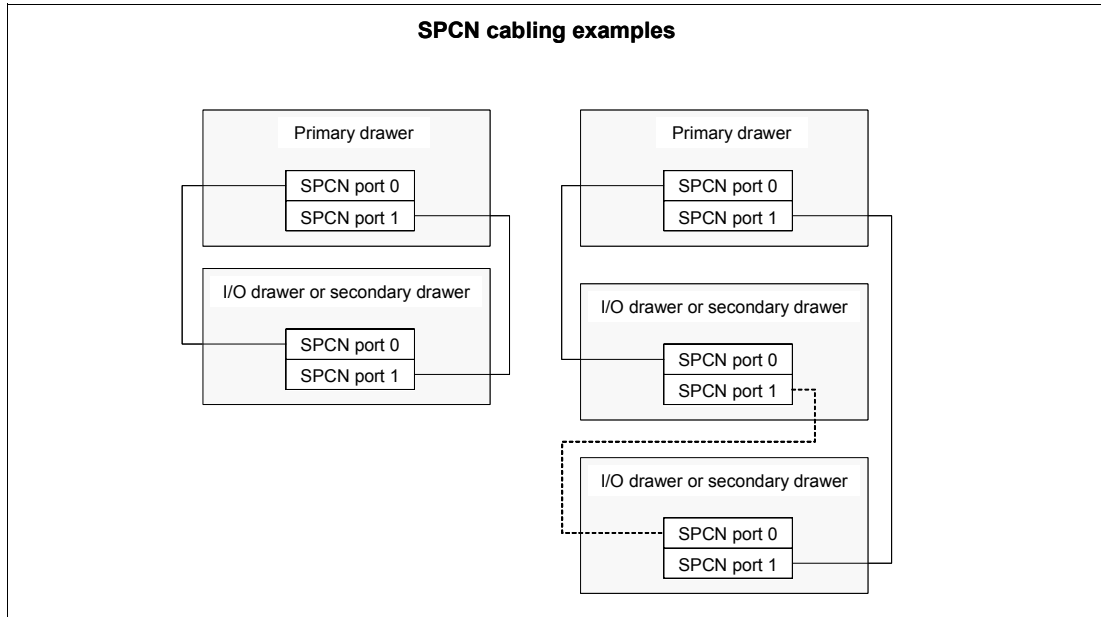 SPCN cabling examples
Primary drawer
SPCN port 0
SPCN port 1
I/O drawer or secondary drawer
SPCN port 0
SPCN port 1
Primary drawer
SPCN port 0
SPCN port 1
I/O drawer or secondary drawer
SPCN port 0
SPCN port 1
I/O drawer or secondary drawer
SPCN port 0
SPCN port 1